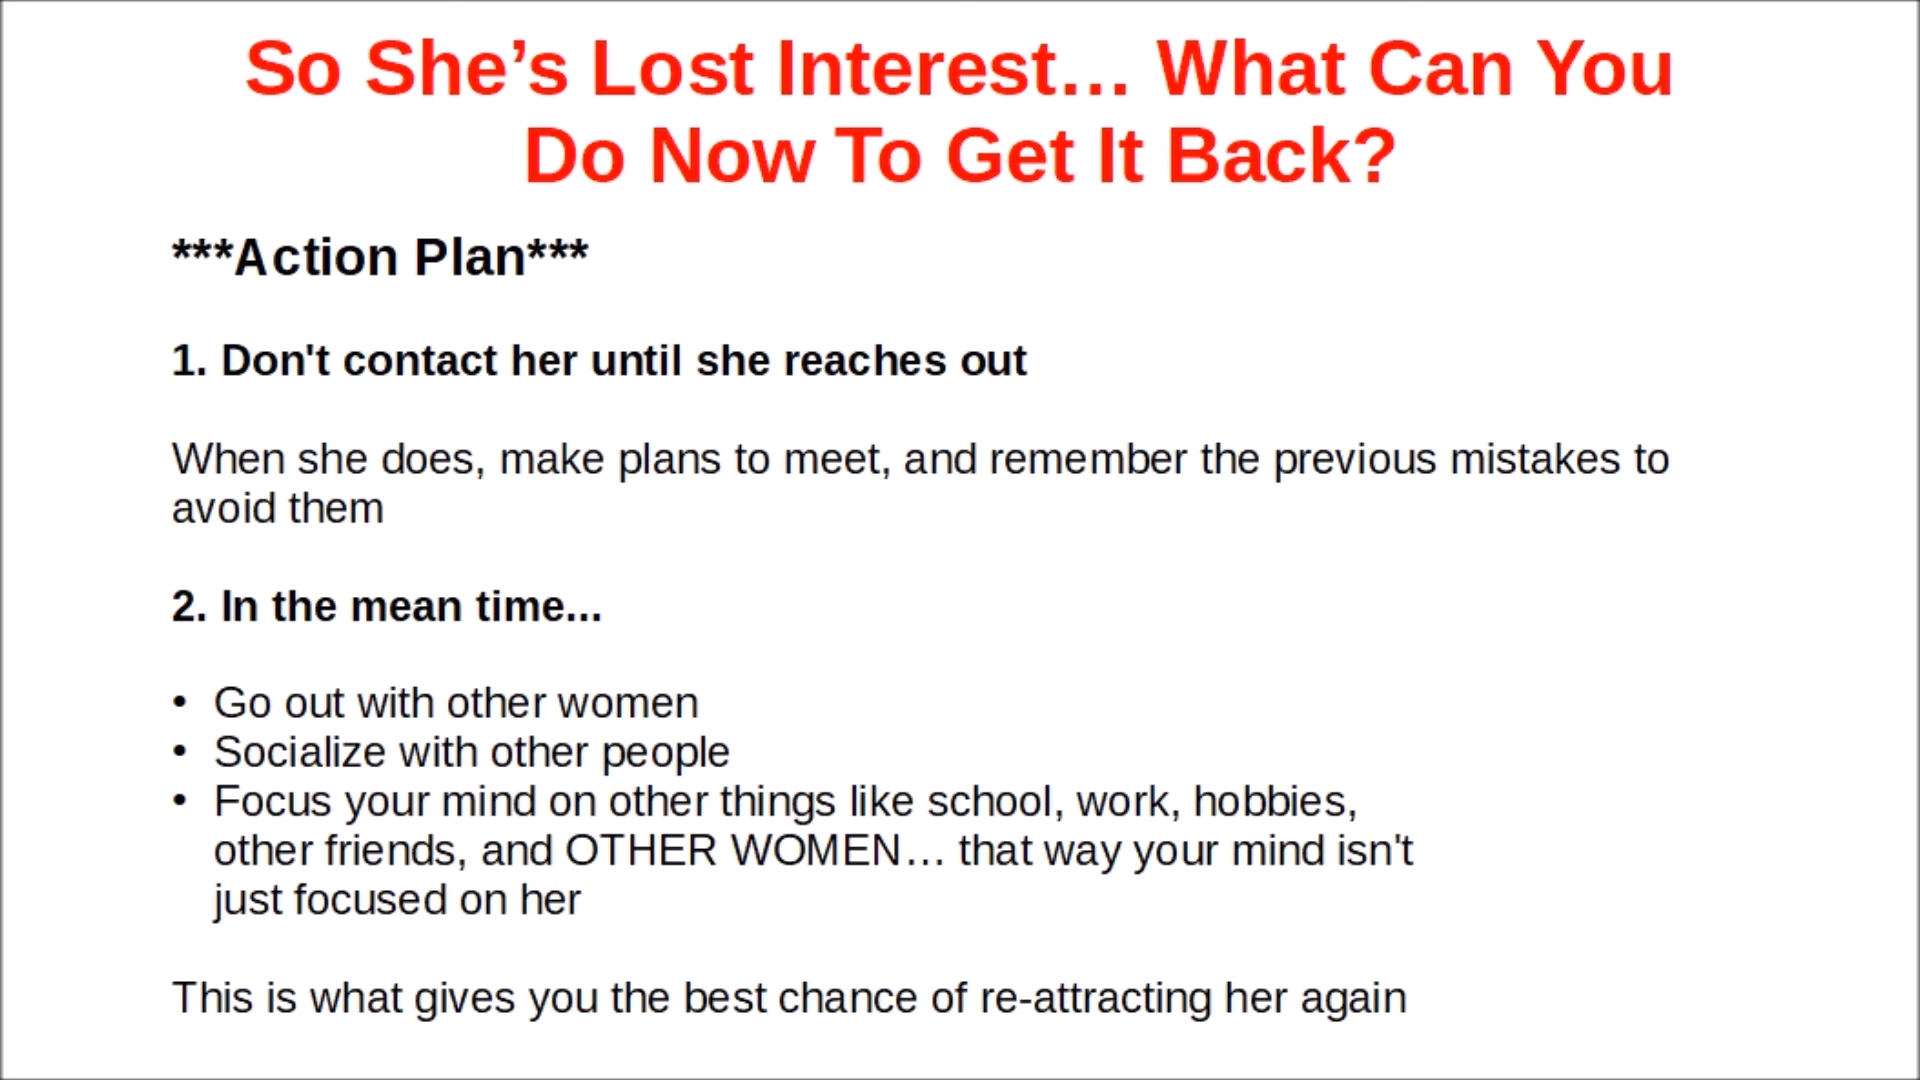 So She’s Lost Interest… What Can You
Do Now To Get It Back?
***Action Plan***
1. Don't contact her until she reaches out
When she does, make plans to meet, and remember the previous mistakes to
avoid them
2. In the mean time...
• Go out with other women
• Socialize with other people
• Focus your mind on other things like school, work, hobbies,
other friends, and OTHER WOMEN… that way your mind isn't
just focused on her
This is what gives you the best chance of re-attracting her again